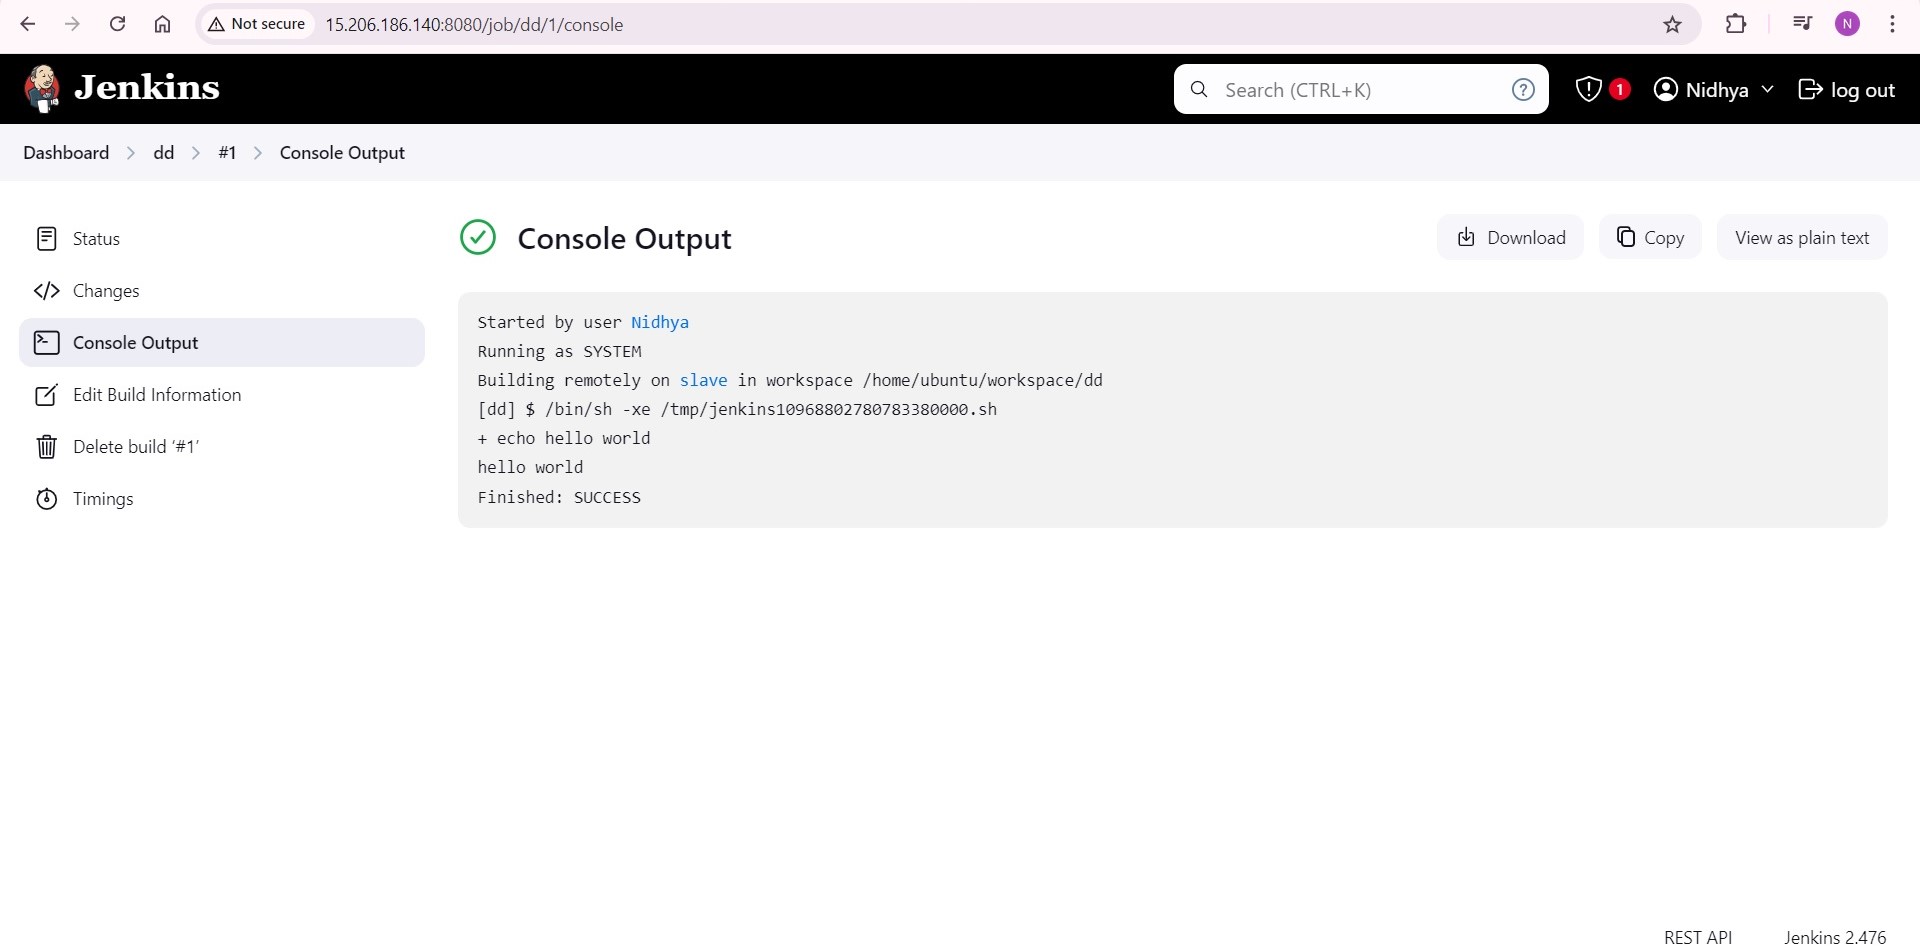 Not secure 15.206.186.140:8080/job/dd/1/console N
Jenkins Search (CTRL+K) ? 1 Nidhya log out
Dashboard > dd > #1 > Console Output
Status
Changes
Console Output
Edit Build Information
Delete build ‘#1’
Timings
Console Output
Download Copy View as plain text
Started by user Nidhya
Running as SYSTEM
Building remotely on slave in workspace /home/ubuntu/workspace/dd
[dd] $ /bin/sh -xe /tmp/jenkins10968802780783380000.sh
+ echo hello world
hello world
Finished: SUCCESS
REST API Jenkins 2.476